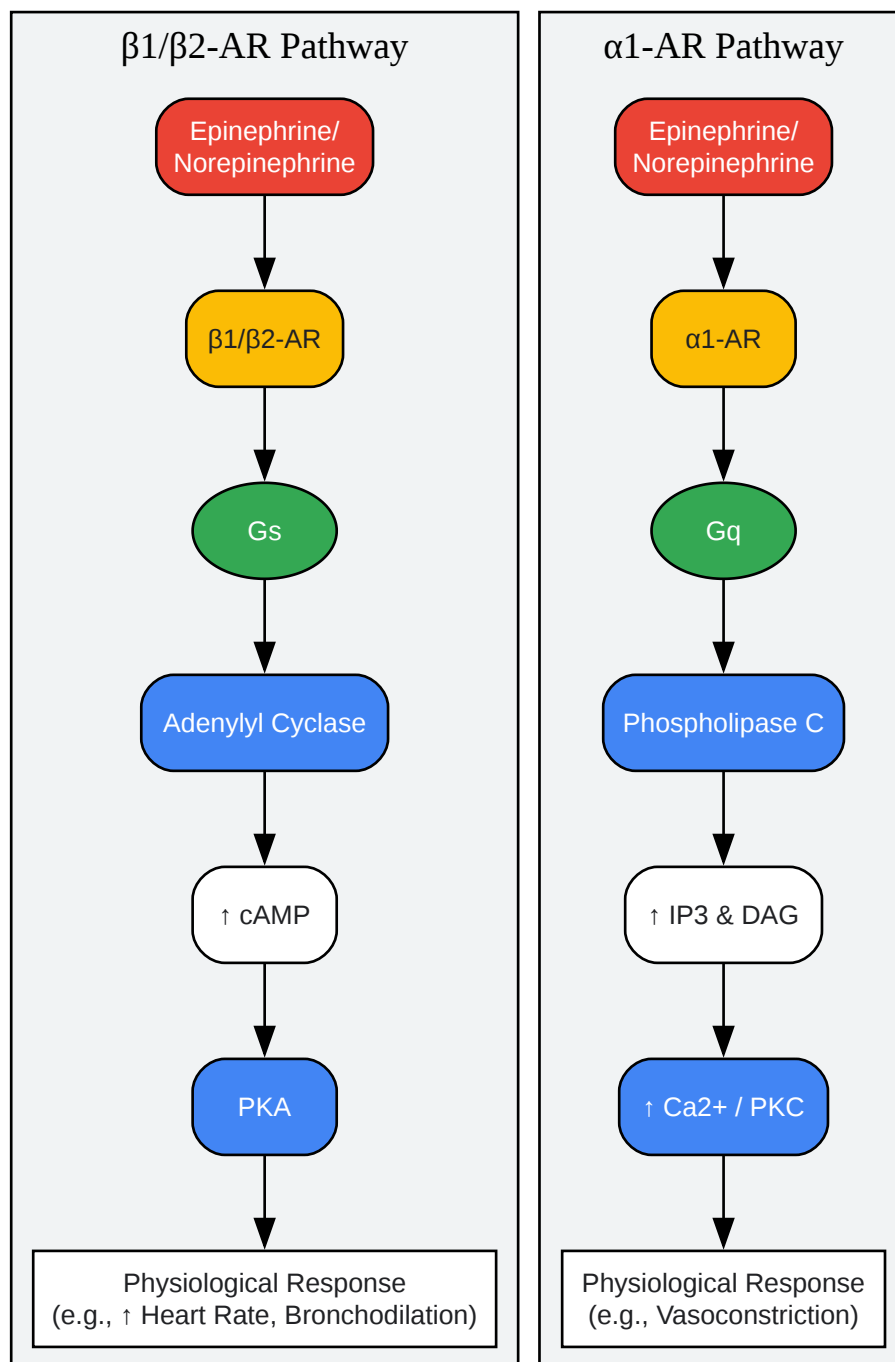 β1/β2-AR Pathway
Epinephrine/
Norepinephrine
β1/β2-AR
Gs
Adenylyl Cyclase
↑ cAMP
PKA
Physiological Response
(e.g., ↑ Heart Rate, Bronchodilation)
α1-AR Pathway
Epinephrine/
Norepinephrine
α1-AR
Gq
Phospholipase C
↑ IP3 & DAG
↑ Ca2+ / PKC
Physiological Response
(e.g., Vasoconstriction)